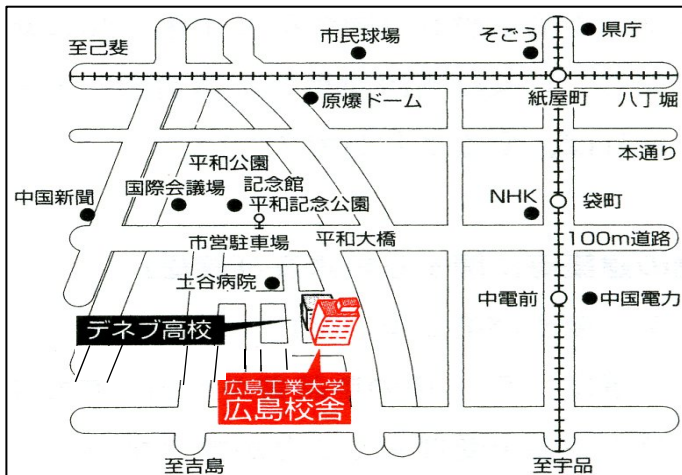 至己斐
市民球場
そごう
県庁
原爆ドーム
紙屋町
八丁堀
本通り
平和公園
中国新聞
国際会議場
記念館
平和記念公園
NHK
袋町
市営駐車場
平和大橋
100m道路
土谷病院
中電前
中国電力
デネブ高校
広島工業大学
広島校舎
至吉島
至宇品